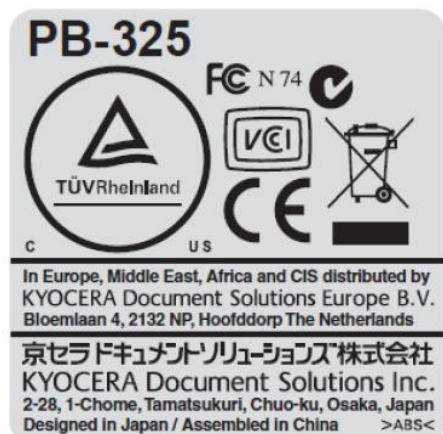 PB-325
FC N 74
VCI
TÜVRheinland
CE
C US
In Europe, Middle East, Africa and CIS distributed by
KYOCERA Document Solutions Europe B.V.
Bloemlaan 4, 2132 NP, Hoofddorp The Netherlands
京セラドキュメントソリューションズ株式会社
KYOCERA Document Solutions Inc.
2-28, 1-Chome, Tamatsukuri, Chuo-ku, Osaka, Japan
Designed in Japan / Assembled in China >ABS<